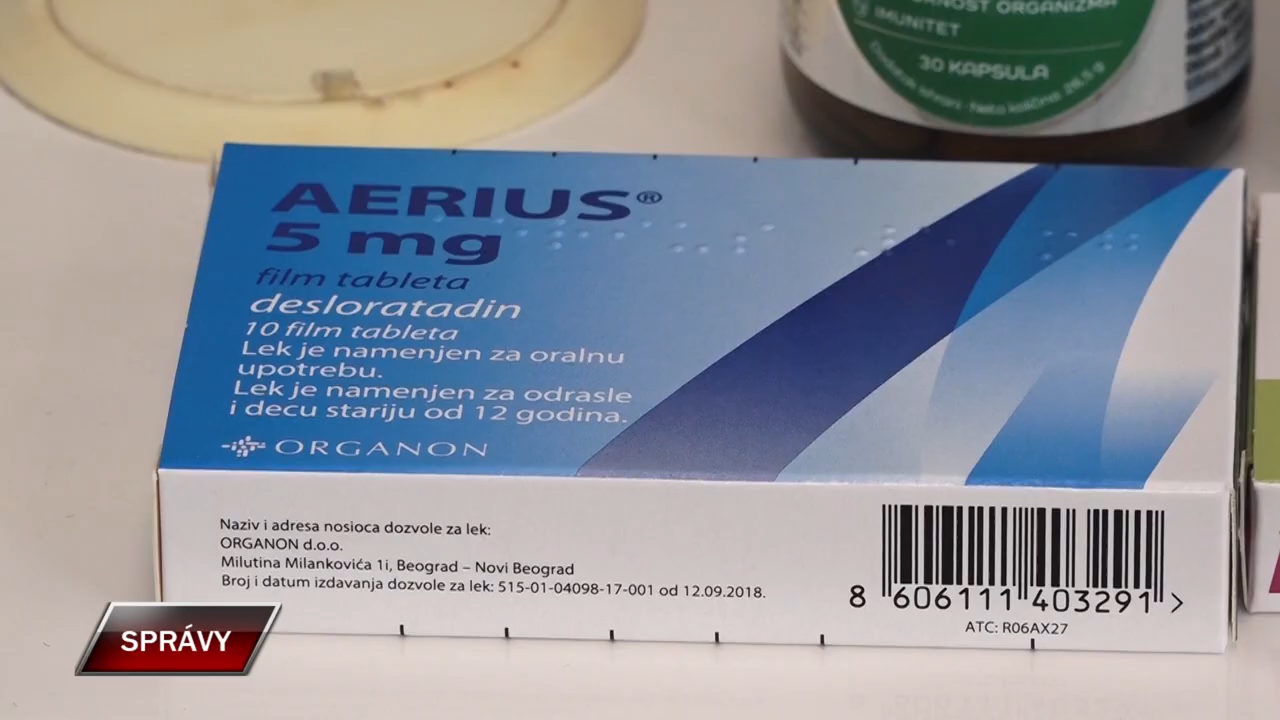 IMUNITET
30 KAPSULA
AERIUS®
5 mg
film tableta
desloratadin
10 film tableta
Lek je namenjen za oralnu
upotrebu.
Lek je namenjen za odrasle
i decu stariju od 12 godina.
ORGANON
Naziv i adresa nosioca dozvole za lek:
ORGANON d.o.o.
Milutina Milankovića 1i, Beograd – Novi Beograd
Broj i datum izdavanja dozvole za lek: 515-01-04098-17-001 od 12.09.2018.
8 606111 403291 >
ATC: R06AX27
SPRÁVY